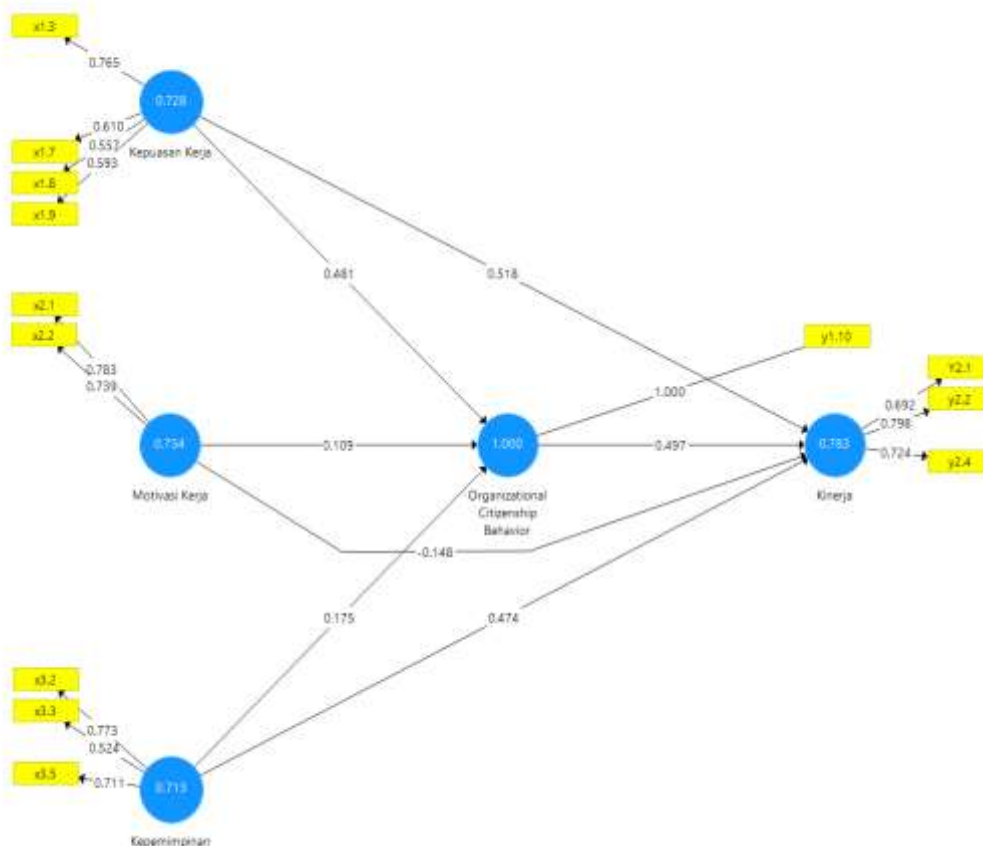 x1.3
0.765
0.728
0.610
x1.7
0.552
Kepuasan Kerja
0.593
x1.8
x1.9
0.481
0.518
x2.1
x2.2
0.783
0.739
y1.10
1.000
Y2.1
0.692
y2.2
0.798
0.754
0.109
1.000
0.497
0.783
0.724
y2.4
Motivasi Kerja
Organizational
Citizenship
Behavior
Kinerja
-0.148
0.175
0.474
x3.2
x3.3
0.773
0.524
x3.5
0.711
0.713
Kepemimpinan